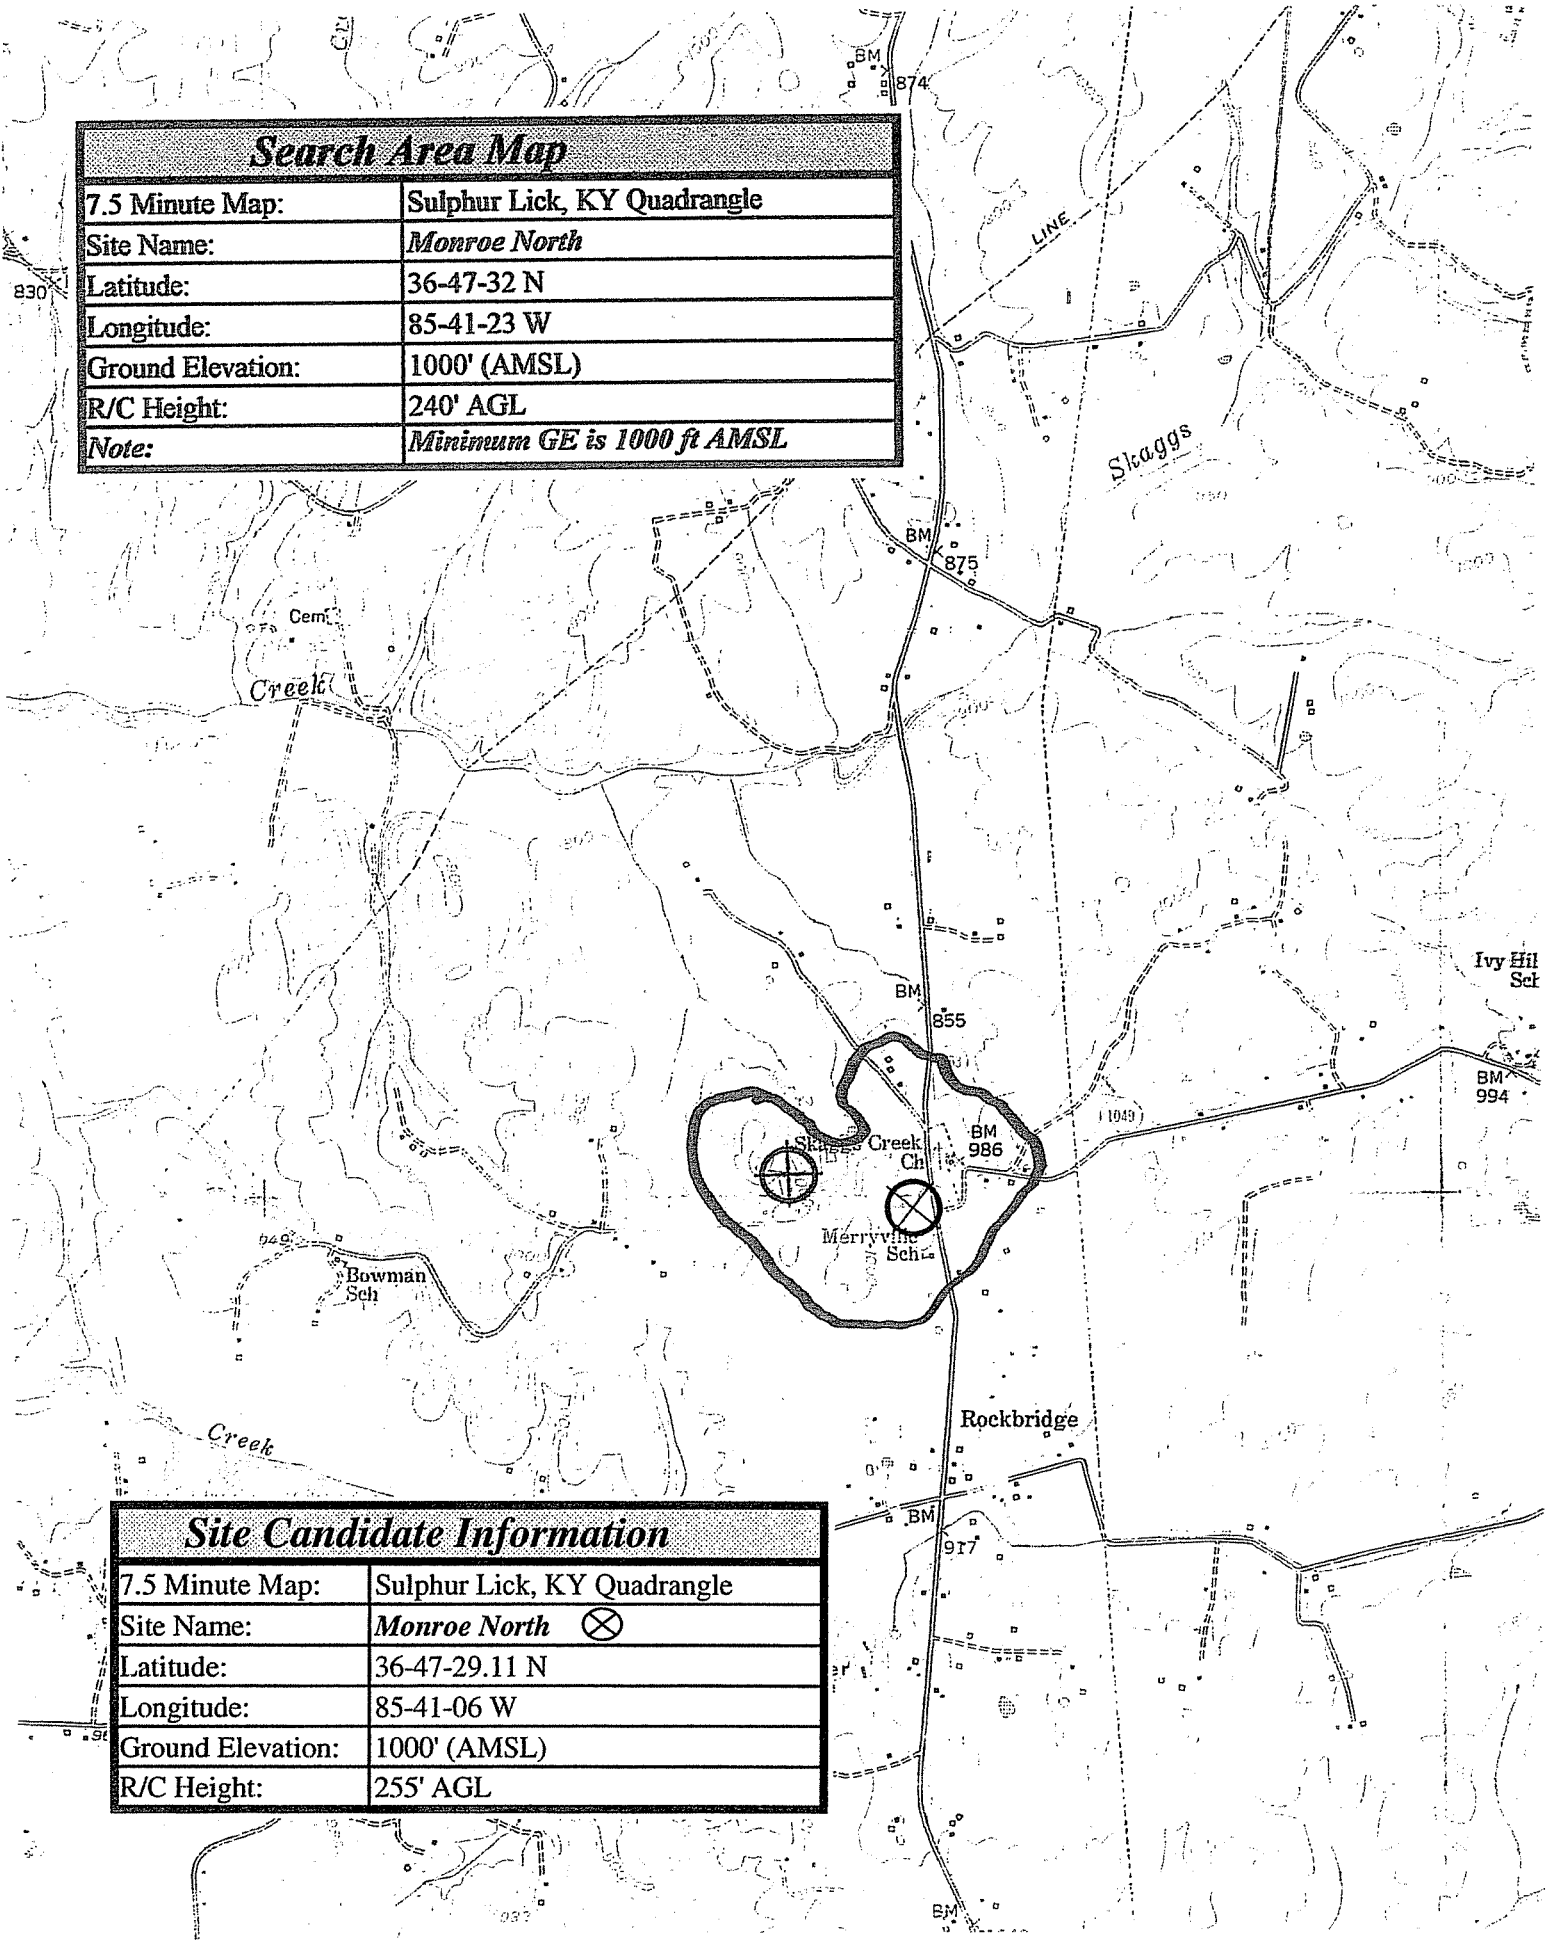 BM
874
Search Area Map
7.5 Minute Map: Sulphur Lick, KY Quadrangle
Site Name: Monroe North
Latitude: 36-47-32 N
Longitude: 85-41-23 W
Ground Elevation: 1000' (AMSL)
R/C Height: 240' AGL
Note: Minimum GE is 1000 ft AMSL
LINE
830
Skaggs
BM
875
Cem
Creek
900
Ivy Hil
Sch
BM
855
BM
994
1049
BM
986
Skaggs Creek
Ch
Merryville
Sch
Bowman
Sch
Rockbridge
Creek
BM
917
Site Candidate Information
7.5 Minute Map: Sulphur Lick, KY Quadrangle
Site Name: Monroe North
Latitude: 36-47-29.11 N
Longitude: 85-41-06 W
Ground Elevation: 1000' (AMSL)
R/C Height: 255' AGL
BM